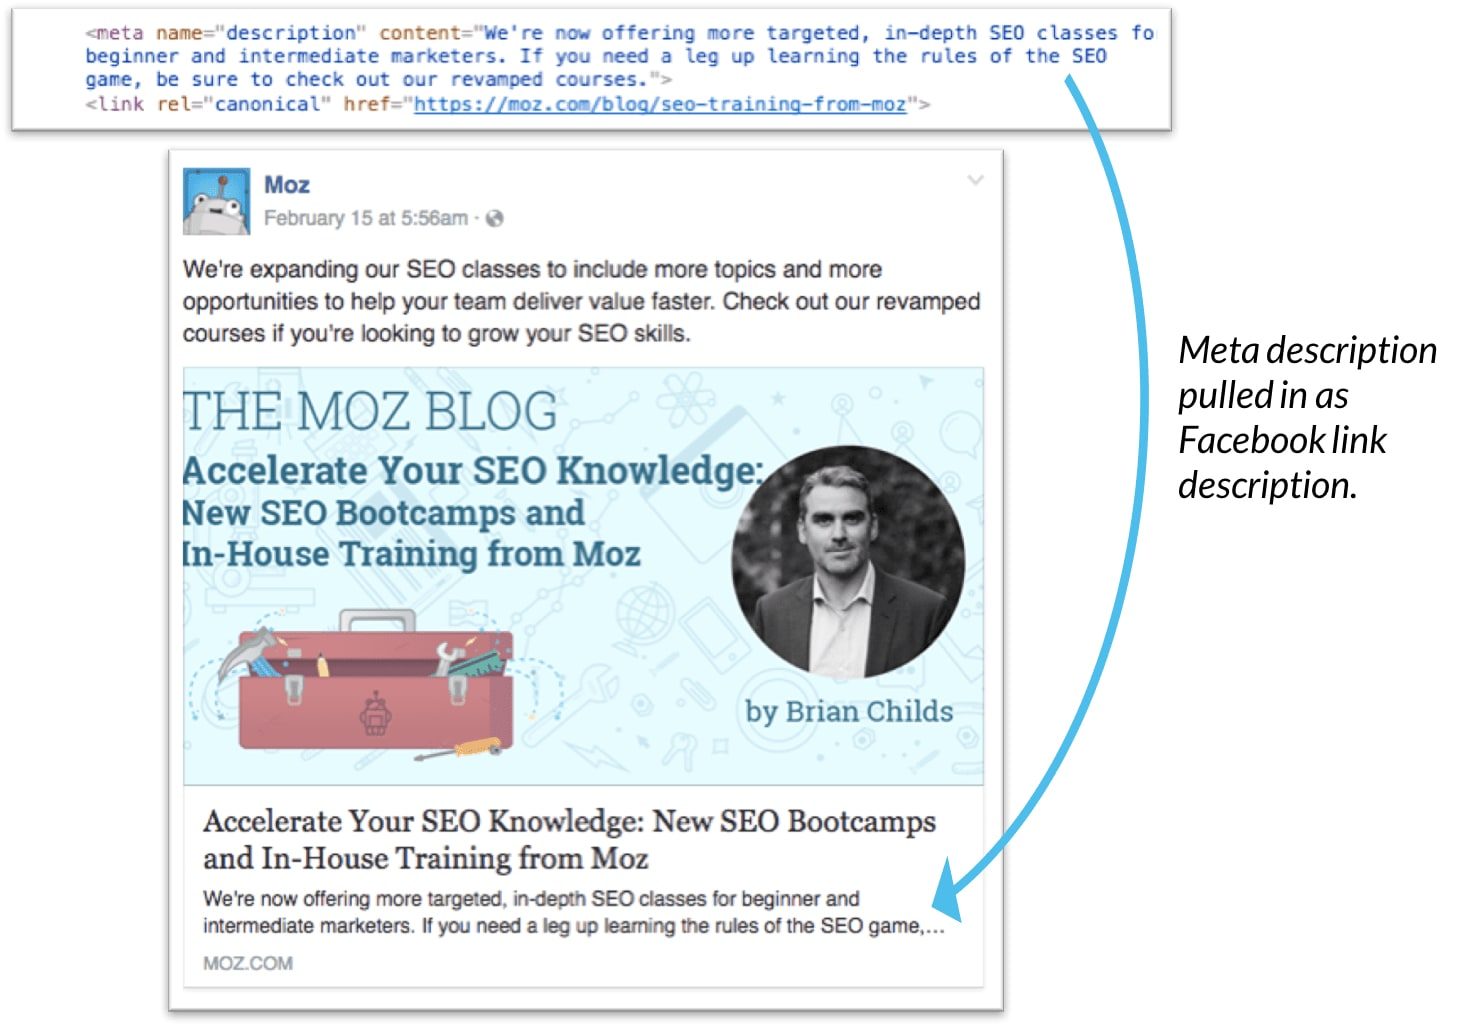 <meta name="description" content="We're now offering more targeted, in-depth SEO classes fo
beginner and intermediate marketers. If you need a leg up learning the rules of the SEO
game, be sure to check out our revamped courses.">
<link rel="canonical" href="https://moz.com/blog/seo-training-from-moz">
Moz
February 15 at 5:56am ·
We're expanding our SEO classes to include more topics and more
opportunities to help your team deliver value faster. Check out our revamped
courses if you're looking to grow your SEO skills.
THE MOZ BLOG
Accelerate Your SEO Knowledge:
New SEO Bootcamps and
In-House Training from Moz
by Brian Childs
Accelerate Your SEO Knowledge: New SEO Bootcamps
and In-House Training from Moz
We're now offering more targeted, in-depth SEO classes for beginner and
intermediate marketers. If you need a leg up learning the rules of the SEO game,...
MOZ.COM
Meta description
pulled in as
Facebook link
description.